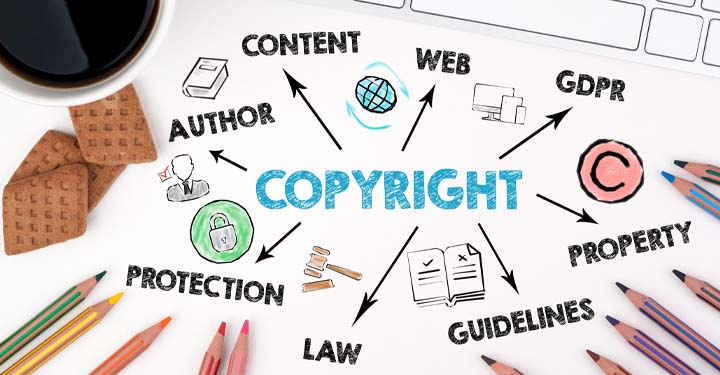 CONTENT
WEB
GDPR
AUTHOR
C
COPYRIGHT
PROPERTY
PROTECTION
GUIDELINES
LAW